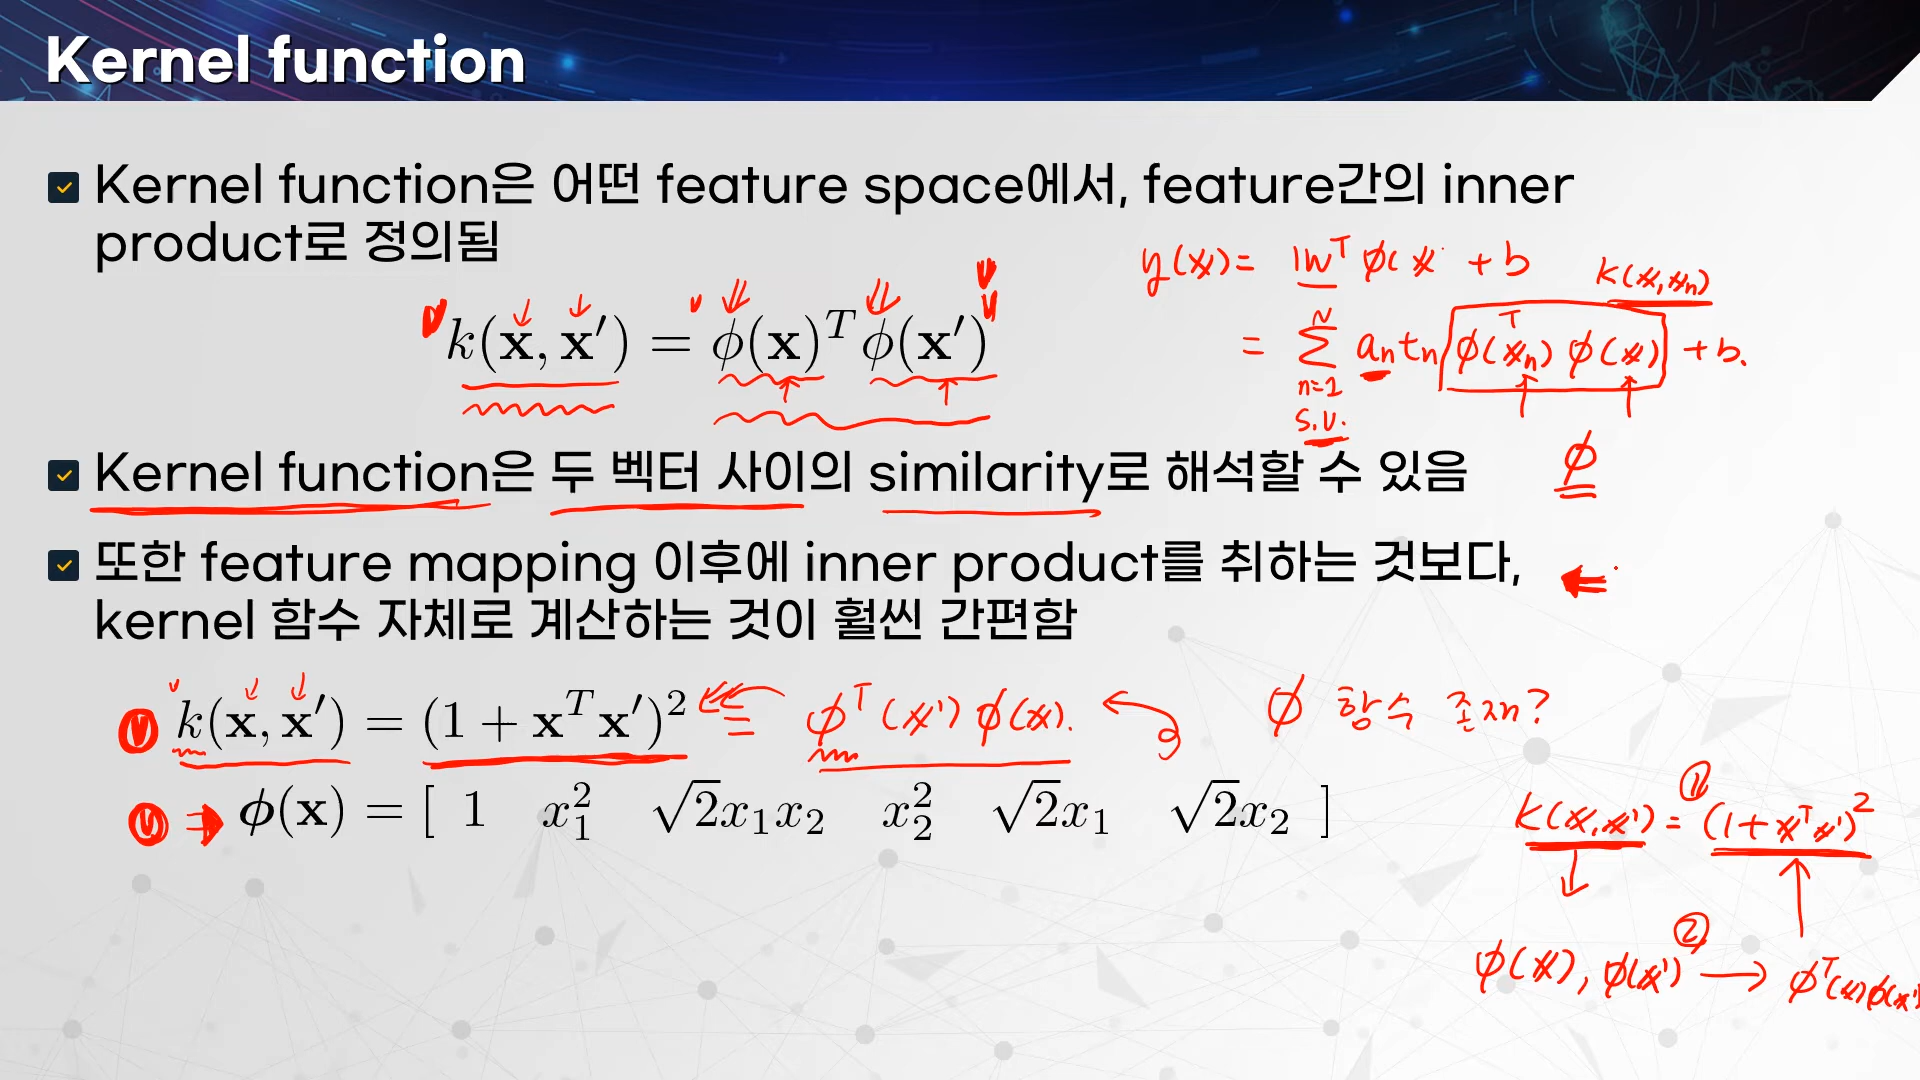 Kernel function
Kernel function은 어떤 feature space에서, feature간의 inner
product로 정의됨
y(x) = w^T φ(x + b
k(x, x_n)
k(x, x′) = φ(x)^T φ(x′)
= Σ_{n=1}^{N} a_n t_n φ(x_n)^T φ(x) + b.
S.V.
Kernel function은 두 벡터 사이의 similarity로 해석할 수 있음
φ
또한 feature mapping 이후에 inner product를 취하는 것보다,
kernel 함수 자체로 계산하는 것이 훨씬 간편함
k(x, x′) = (1 + x^T x′)^2 = φ^T(x′) φ(x). φ 함수 존재?
ϕ(x) = [ 1 x_1^2 √2x_1x_2 x_2^2 √2x_1 √2x_2 ]
①
k(x, x′) = (1 + x^T x′)^2
②
φ(x), φ(x′) → φ^T(x) φ(x′)